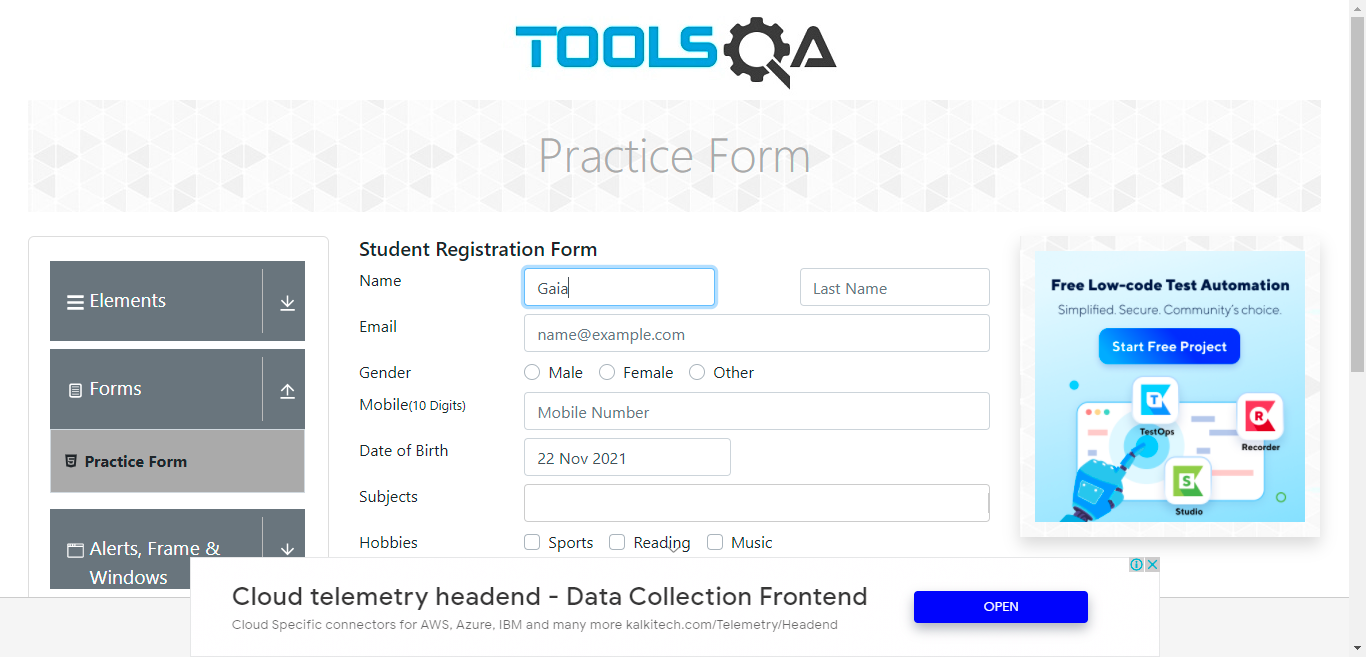 TOOLSQA
Practice Form
Elements
Forms
Practice Form
Alerts, Frame &
Windows
Student Registration Form
Name
Gaia
Last Name
Email
name@example.com
Gender
Male
Female
Other
Mobile(10 Digits)
Mobile Number
Date of Birth
22 Nov 2021
Subjects
Hobbies
Sports
Reading
Music
Free Low-code Test Automation
Simplified. Secure. Community's choice.
Start Free Project
TestOps
Recorder
Studio
Cloud telemetry headend - Data Collection Frontend
Cloud Specific connectors for AWS, Azure, IBM and many more kalkitech.com/Telemetry/Headend
OPEN